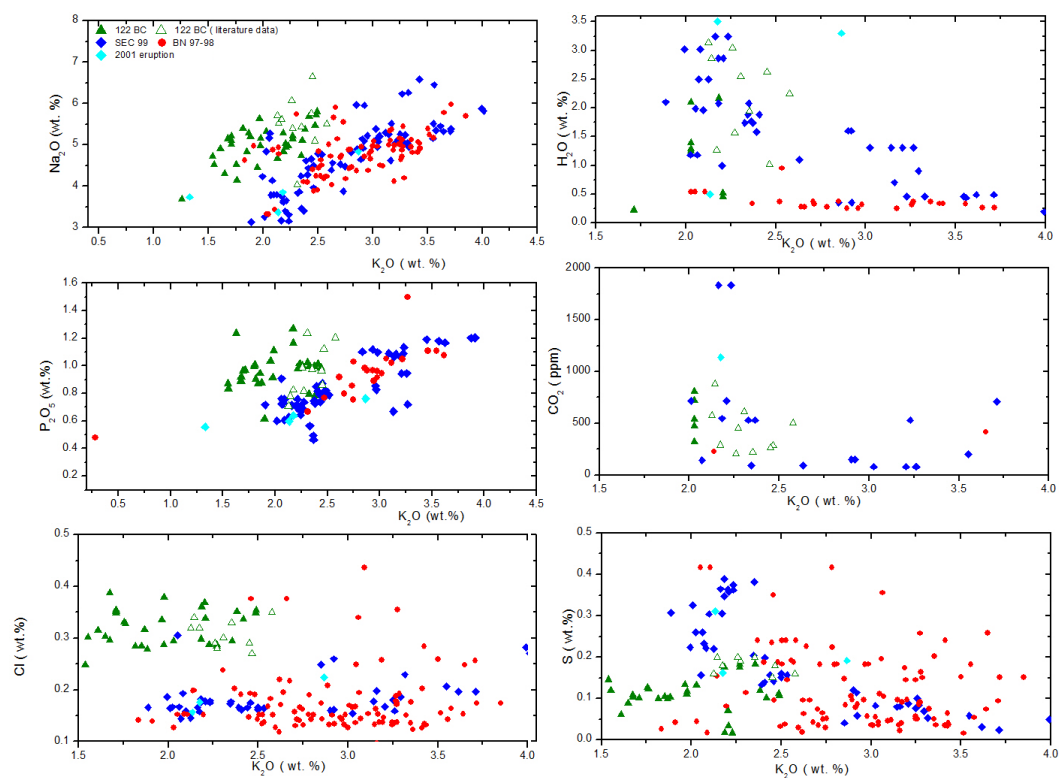 122 BC 122 BC ( literature data)
SEC 99 BN 97-98
2001 eruption
Na2O (wt. %)
8
7
6
5
4
3
0.5 1.0 1.5 2.0 2.5 3.0 3.5 4.0 4.5
K2O ( wt. %)
H2O ( wt. %)
3.5
3.0
2.5
2.0
1.5
1.0
0.5
0.0
1.5 2.0 2.5 3.0 3.5 4.0
K2O ( wt. %)
P2O5 (wt.%)
1.6
1.4
1.2
1.0
0.8
0.6
0.4
0.2
0.5 1.0 1.5 2.0 2.5 3.0 3.5 4.0 4.5
K2O (wt.%)
CO2 ( ppm)
2000
1500
1000
500
0
1.5 2.0 2.5 3.0 3.5 4.0
K2O ( wt. %)
Cl ( wt.%)
0.5
0.4
0.3
0.2
0.1
1.5 2.0 2.5 3.0 3.5 4.0
K2O ( wt. %)
S (wt.%)
0.5
0.4
0.3
0.2
0.1
0.0
1.5 2.0 2.5 3.0 3.5 4.0
K2O ( wt. %)